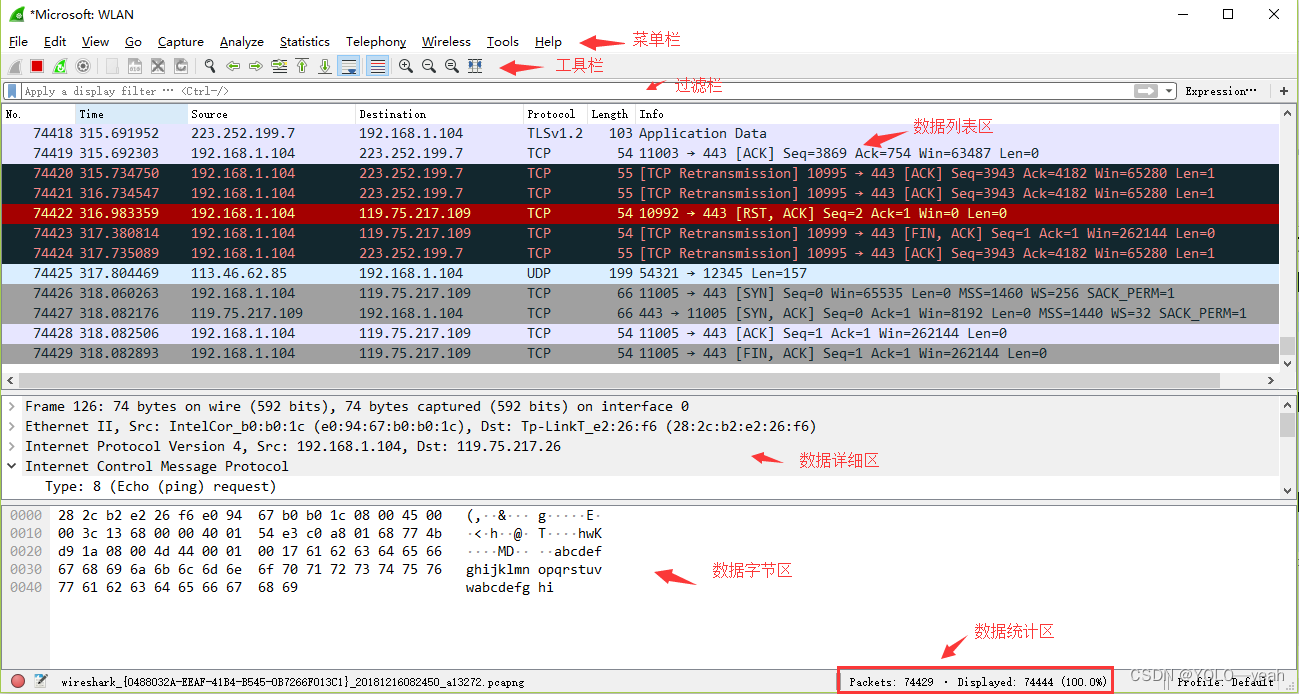 *Microsoft: WLAN
File Edit View Go Capture Analyze Statistics Telephony Wireless Tools Help 菜单栏
工具栏
Apply a display filter ··· <Ctrl-/> 过滤栏 Expression··· +
No. Time Source Destination Protocol Length Info
数据列表区
74418 315.691952 223.252.199.7 192.168.1.104 TLSv1.2 103 Application Data
74419 315.692303 192.168.1.104 223.252.199.7 TCP 54 11003 → 443 [ACK] Seq=3869 Ack=754 Win=63487 Len=0
74420 315.734750 192.168.1.104 223.252.199.7 TCP 55 [TCP Retransmission] 10995 → 443 [ACK] Seq=3943 Ack=4182 Win=65280 Len=1
74421 316.734547 192.168.1.104 223.252.199.7 TCP 55 [TCP Retransmission] 10995 → 443 [ACK] Seq=3943 Ack=4182 Win=65280 Len=1
74422 316.983359 192.168.1.104 119.75.217.109 TCP 54 10992 → 443 [RST, ACK] Seq=2 Ack=1 Win=0 Len=0
74423 317.380814 192.168.1.104 119.75.217.109 TCP 54 [TCP Retransmission] 10999 → 443 [FIN, ACK] Seq=1 Ack=1 Win=262144 Len=0
74424 317.735089 192.168.1.104 223.252.199.7 TCP 55 [TCP Retransmission] 10995 → 443 [ACK] Seq=3943 Ack=4182 Win=65280 Len=1
74425 317.804469 113.46.62.85 192.168.1.104 UDP 199 54321 → 12345 Len=157
74426 318.060263 192.168.1.104 119.75.217.109 TCP 66 11005 → 443 [SYN] Seq=0 Win=65535 Len=0 MSS=1460 WS=256 SACK_PERM=1
74427 318.082176 119.75.217.109 192.168.1.104 TCP 66 443 → 11005 [SYN, ACK] Seq=0 Ack=1 Win=8192 Len=0 MSS=1440 WS=32 SACK_PERM=1
74428 318.082506 192.168.1.104 119.75.217.109 TCP 54 11005 → 443 [ACK] Seq=1 Ack=1 Win=262144 Len=0
74429 318.082893 192.168.1.104 119.75.217.109 TCP 54 11005 → 443 [FIN, ACK] Seq=1 Ack=1 Win=262144 Len=0
Frame 126: 74 bytes on wire (592 bits), 74 bytes captured (592 bits) on interface 0
Ethernet II, Src: IntelCor_b0:b0:1c (e0:94:67:b0:b0:1c), Dst: Tp-LinkT_e2:26:f6 (28:2c:b2:e2:26:f6)
Internet Protocol Version 4, Src: 192.168.1.104, Dst: 119.75.217.26
数据详细区
Internet Control Message Protocol
Type: 8 (Echo (ping) request)
0000 28 2c b2 e2 26 f6 e0 94 67 b0 b0 1c 08 00 45 00 (,··&··· g·····E·
0010 00 3c 13 68 00 00 40 01 54 e3 c0 a8 01 68 77 4b ·<·h··@· T····hwK
0020 d9 1a 08 00 4d 44 00 01 00 17 61 62 63 64 65 66 ····MD·· ··abcdef
0030 67 68 69 6a 6b 6c 6d 6e 6f 70 71 72 73 74 75 76 ghijklmn opqrstuv
0040 77 61 62 63 64 65 66 67 68 69 wabcdefg hi
数据字节区
数据统计区
wireshark_{0488032A-EEAF-41B4-B545-0B7266F013C1}_20181216082450_a13272.pcapng Packets: 74429 · Displayed: 74444 (100.0%) Profile: Default
CSDN @YOLO—yeah